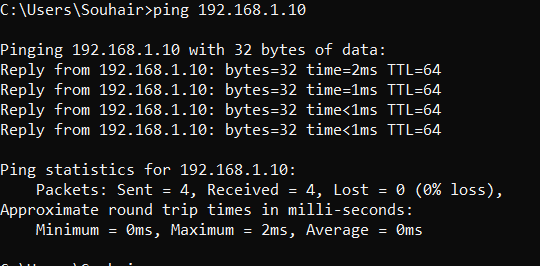 C:\Users\Souhair>ping 192.168.1.10
Pinging 192.168.1.10 with 32 bytes of data:
Reply from 192.168.1.10: bytes=32 time=2ms TTL=64
Reply from 192.168.1.10: bytes=32 time=1ms TTL=64
Reply from 192.168.1.10: bytes=32 time<1ms TTL=64
Reply from 192.168.1.10: bytes=32 time<1ms TTL=64
Ping statistics for 192.168.1.10:
Packets: Sent = 4, Received = 4, Lost = 0 (0% loss),
Approximate round trip times in milli-seconds:
Minimum = 0ms, Maximum = 2ms, Average = 0ms